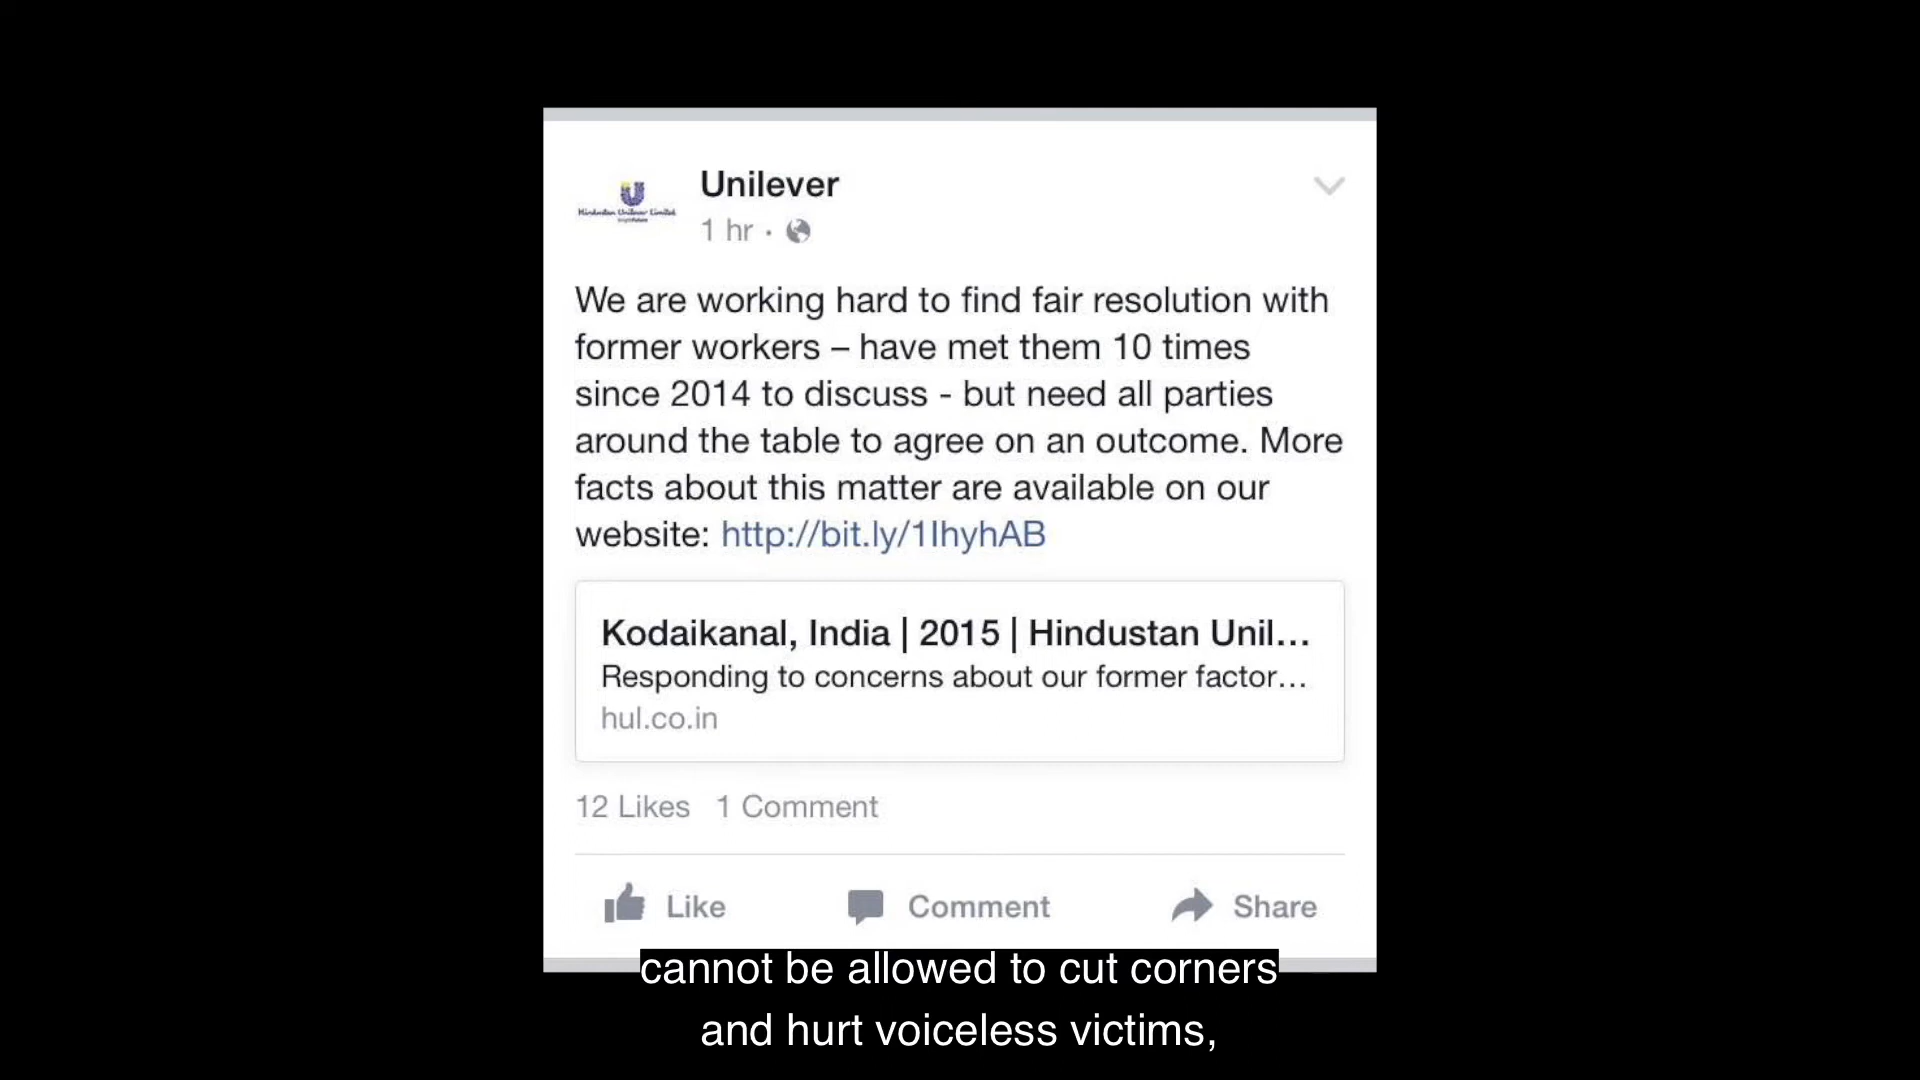 Hindustan Unilever Limited
Unilever
1 hr ·
We are working hard to find fair resolution with
former workers – have met them 10 times
since 2014 to discuss - but need all parties
around the table to agree on an outcome. More
facts about this matter are available on our
website: http://bit.ly/1IhyhAB
Kodaikanal, India | 2015 | Hindustan Unil...
Responding to concerns about our former factor...
hul.co.in
12 Likes 1 Comment
Like Comment Share
cannot be allowed to cut corners
and hurt voiceless victims,